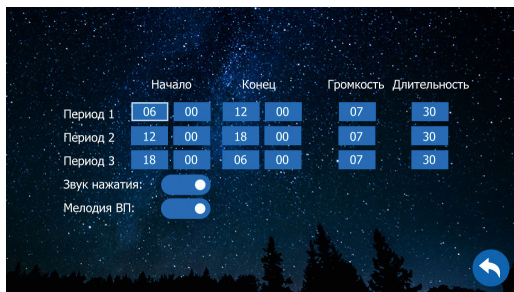 Начало Конец Громкость Длительность
Период 1 06 00 12 00 07 30
Период 2 12 00 18 00 07 30
Период 3 18 00 06 00 07 30
Звук нажатия:
Мелодия ВП: